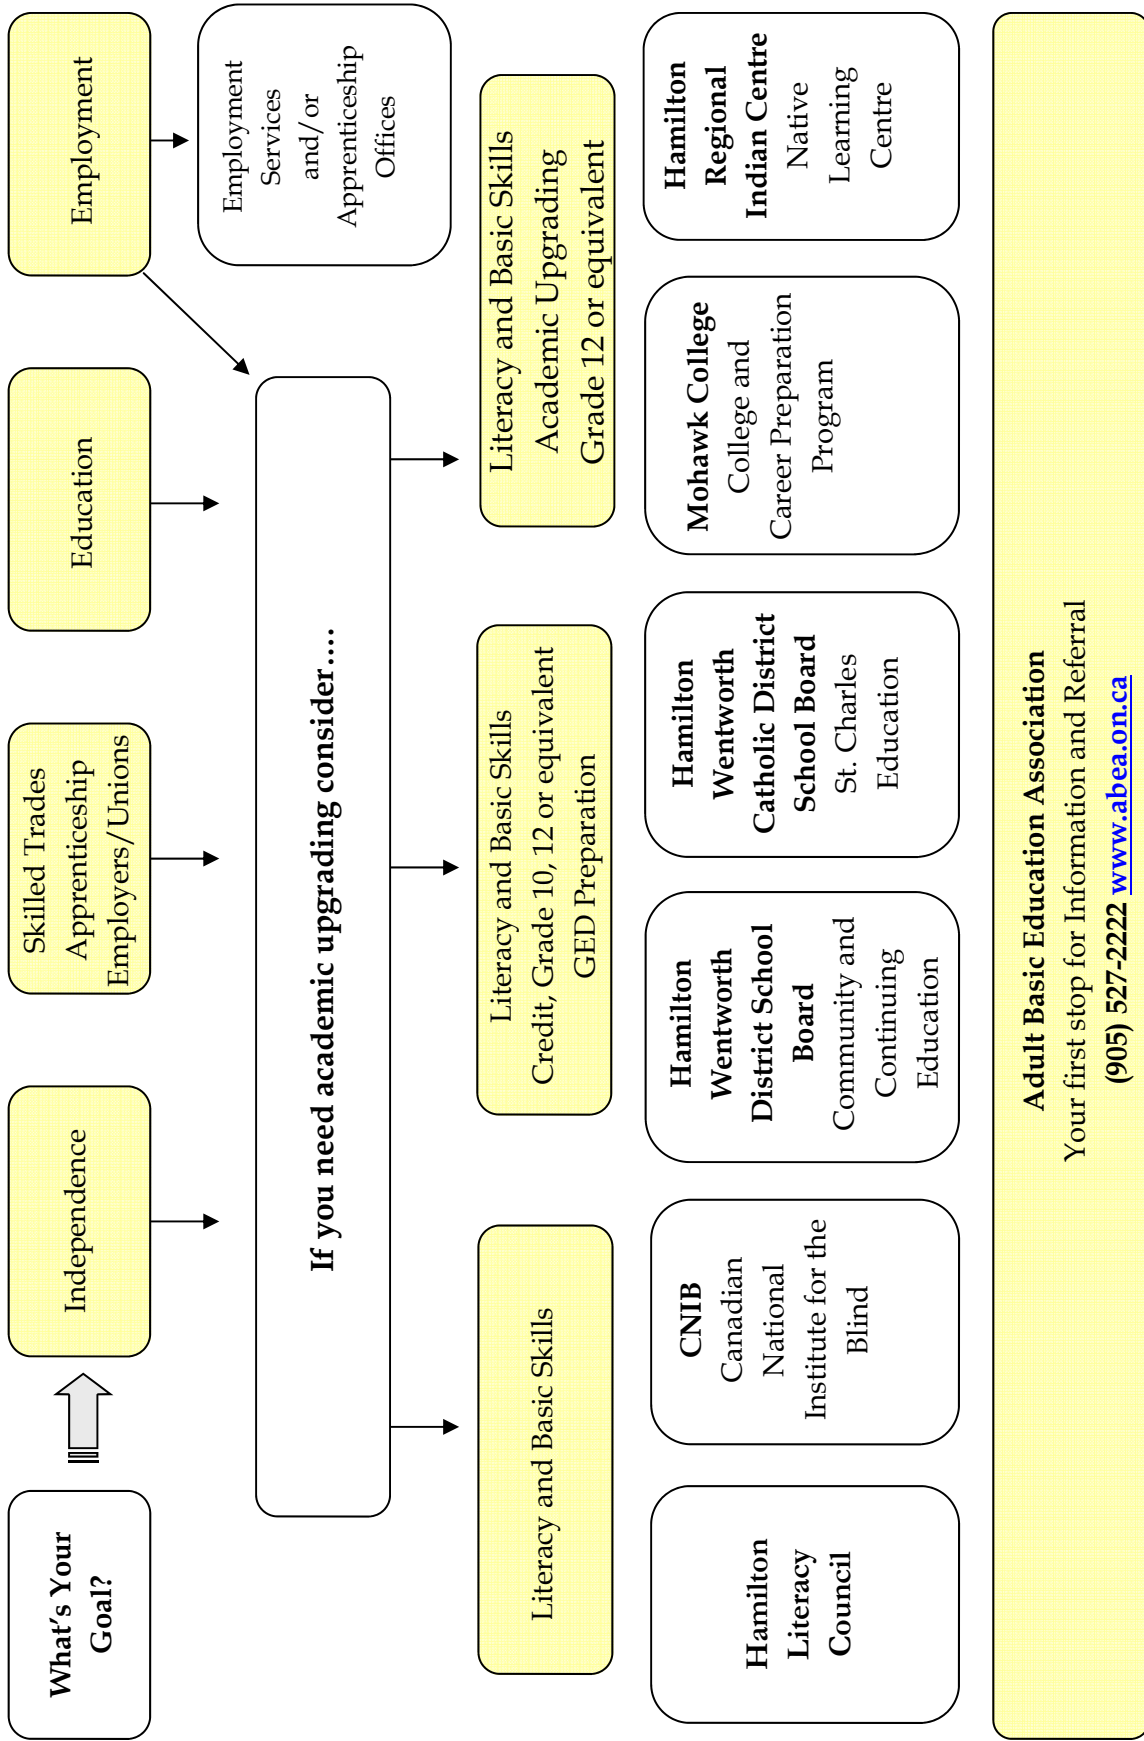 What's Your
Goal?
Independence
Skilled Trades
Apprenticeship
Employers/Unions
Education
Employment
Employment
Services
and/or
Apprenticeship
Offices
If you need academic upgrading consider….
Literacy and Basic Skills
Literacy and Basic Skills
Credit, Grade 10, 12 or equivalent
GED Preparation
Literacy and Basic Skills
Academic Upgrading
Grade 12 or equivalent
Hamilton
Literacy
Council
CNIB
Canadian
National
Institute for the
Blind
Hamilton
Wentworth
District School
Board
Community and
Continuing
Education
Hamilton
Wentworth
Catholic District
School Board
St. Charles
Education
Mohawk College
College and
Career Preparation
Program
Hamilton
Regional
Indian Centre
Native
Learning
Centre
Adult Basic Education Association
Your first stop for Information and Referral
(905) 527-2222 www.abea.on.ca